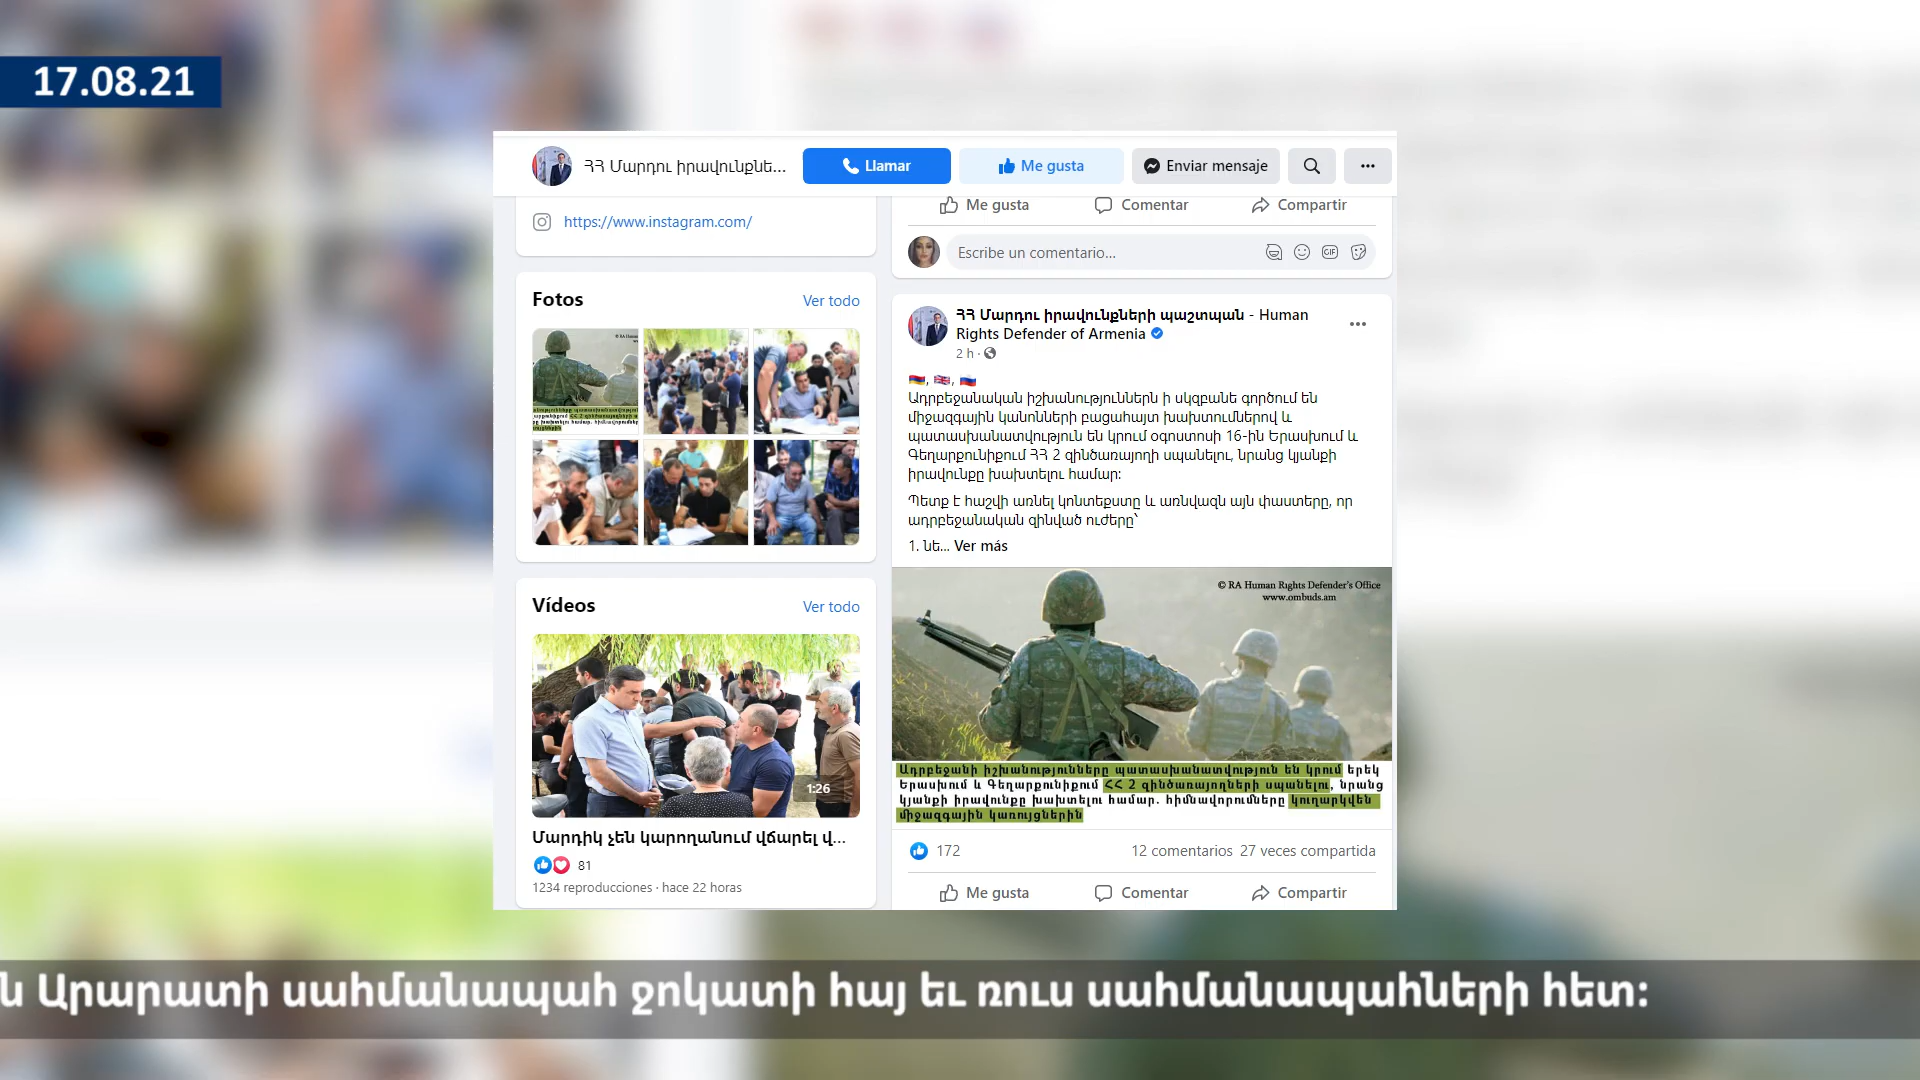 17.08.21
ՀՀ Մարդու իրավունքնե...
Llamar
Me gusta
Enviar mensaje
https://www.instagram.com/
Me gusta
Comentar
Compartir
Escribe un comentario...
GIF
Fotos
Ver todo
Vídeos
Ver todo
1:26
Մարդիկ չեն կարողանում վճարել վ...
81
1234 reproducciones · hace 22 horas
ՀՀ Մարդու իրավունքների պաշտպան - Human
Rights Defender of Armenia
2 h ·
Ադրբեջանական իշխանություններն ի սկզբանե գործում են
միջազգային կանոնների բացահայտ խախտումներով և
պատասխանատվություն են կրում օգոստոսի 16-ին Երասխում և
Գեղարքունիքում ՀՀ 2 զինծառայողի սպանելու, նրանց կյանքի
իրավունքը խախտելու համար:
Պետք է հաշվի առնել կոնտեքստը և առնվազն այն փաստերը, որ
ադրբեջանական զինված ուժերը՝
1. նե... Ver más
© RA Human Rights Defender's Office
www.ombuds.am
Ադրբեջանի իշխանությունները պատասխանատվություն են կրում երեկ
Երասխում և Գեղարքունիքում ՀՀ 2 զինծառայողների սպանելու, նրանց
կյանքի իրավունքը խախտելու համար. հիմնավորումները կուղարկվեն
միջազգային կառույցներին
172
12 comentarios 27 veces compartida
Me gusta
Comentar
Compartir
ն Արարատի սահմանապահ ջոկատի հայ եւ ռուս սահմանապահների հետ: